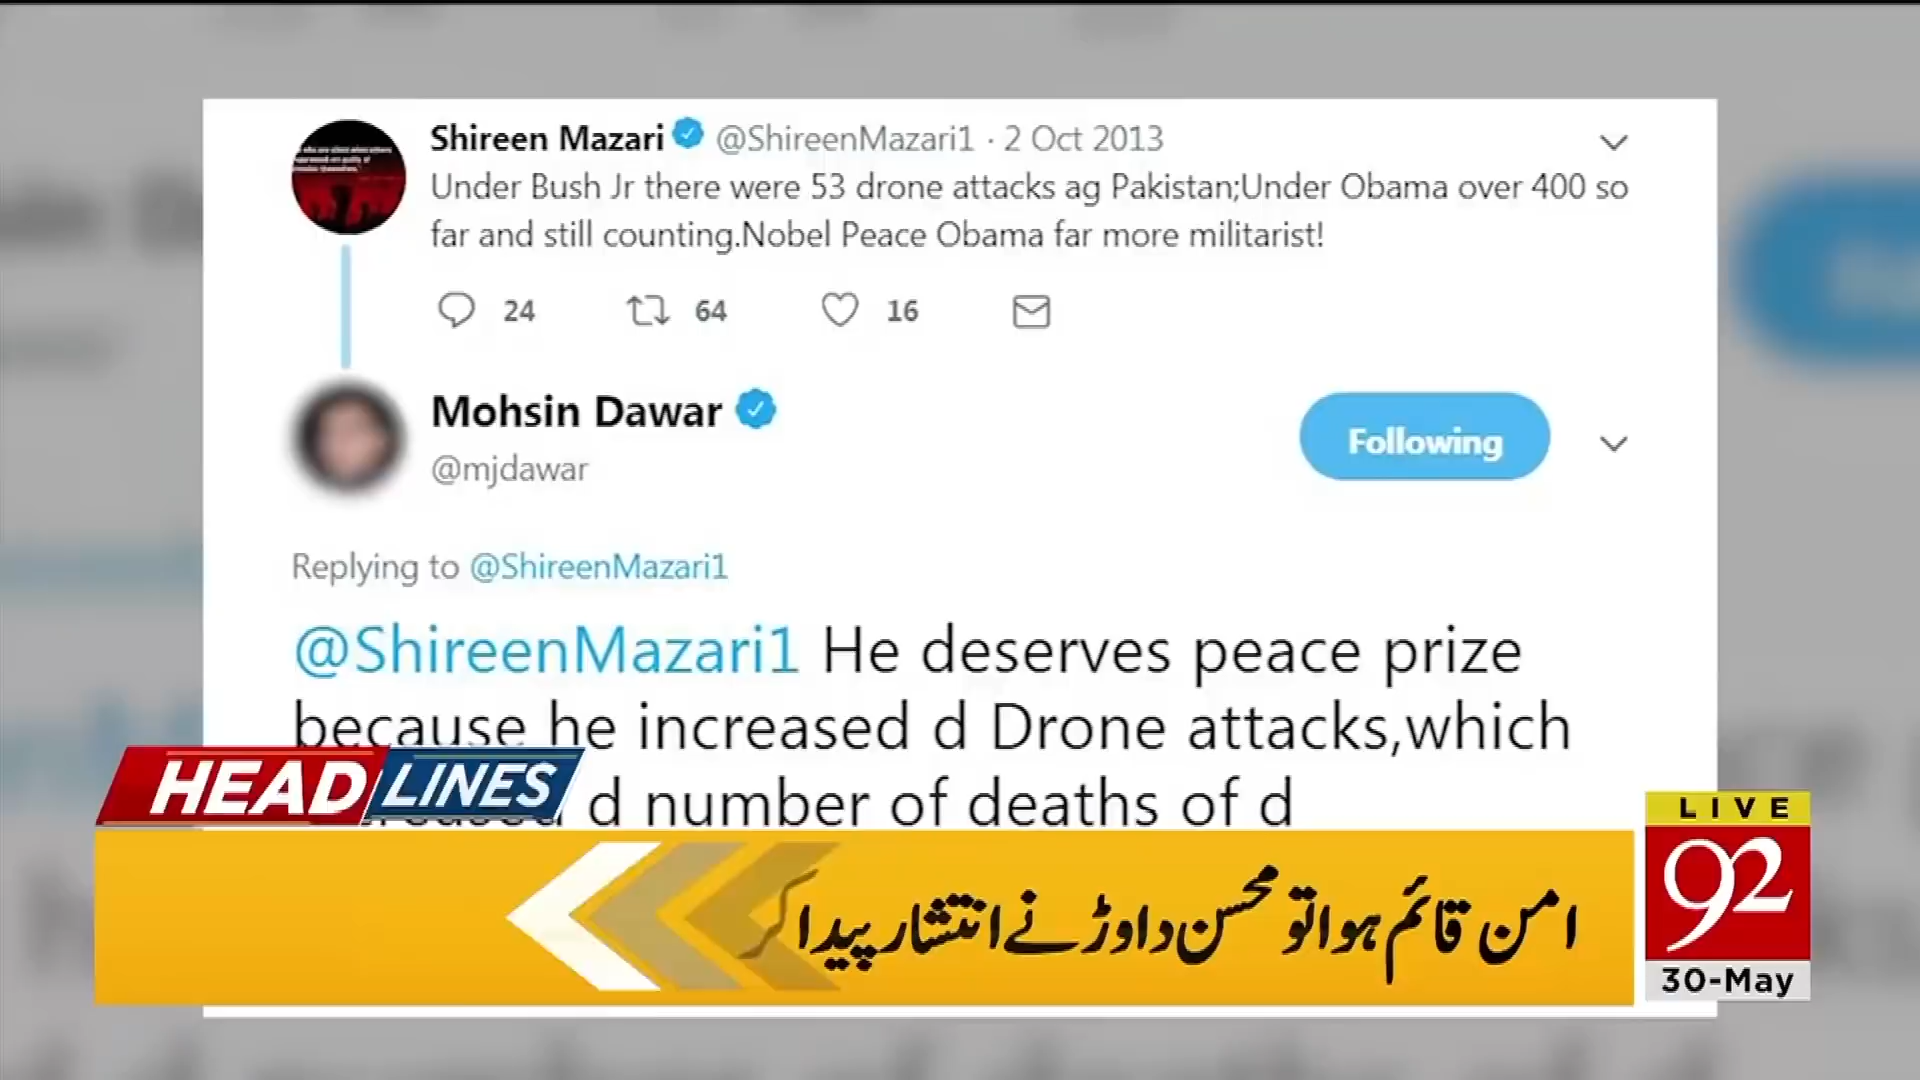 Shireen Mazari @ShireenMazari1 · 2 Oct 2013
Under Bush Jr there were 53 drone attacks ag Pakistan;Under Obama over 400 so
far and still counting.Nobel Peace Obama far more militarist!
24 64 16
Mohsin Dawar
@mjdawar
Following
Replying to @ShireenMazari1
@ShireenMazari1 He deserves peace prize
because he increased d Drone attacks,which
d number of deaths of d
HEADLINES
امن قائم ہوا تو محسن داوڑ نے انتشار پیدا کر
LIVE
92
30-May